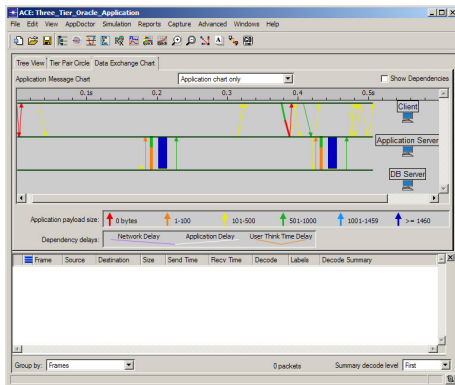 ACE: Three_Tier_Oracle_Application
File Edit View AppDoctor Simulation Reports Capture Advanced Windows Help
Tree View Tier Pair Circle Data Exchange Chart
Application Message Chart Application chart only Show Dependencies
0.1s 0.2 0.3 0.4 0.5s
Client
Application Server
DB Server
Application payload size: 0 bytes 1-100 101-500 501-1000 1001-1459 >= 1460
Dependency delays: Network Delay Application Delay User Think Time Delay
Frame Source Destination Size Send Time Recv Time Decode Labels Decode Summary
Group by: Frames 0 packets Summary decode level First